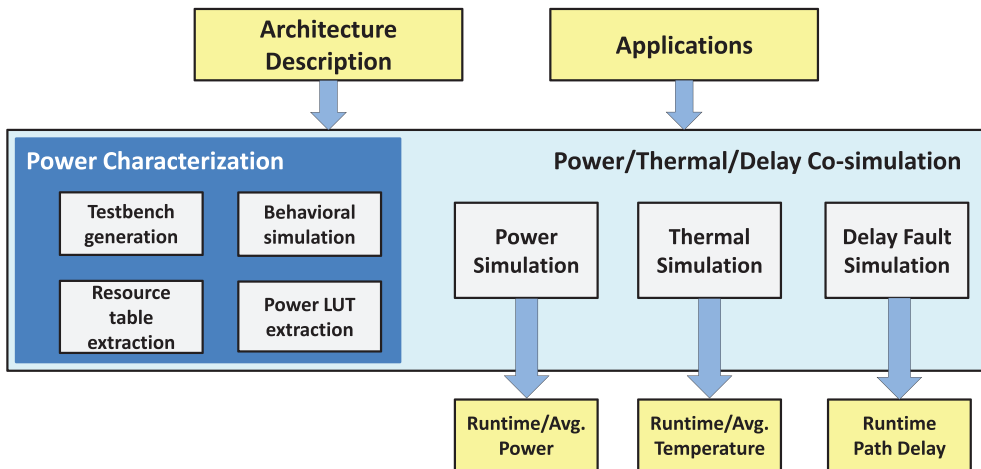 Architecture
Description
Applications
Power Characterization
Power/Thermal/Delay Co-simulation
Testbench
generation
Behavioral
simulation
Resource
table
extraction
Power LUT
extraction
Power
Simulation
Thermal
Simulation
Delay Fault
Simulation
Runtime/Avg.
Power
Runtime/Avg.
Temperature
Runtime
Path Delay